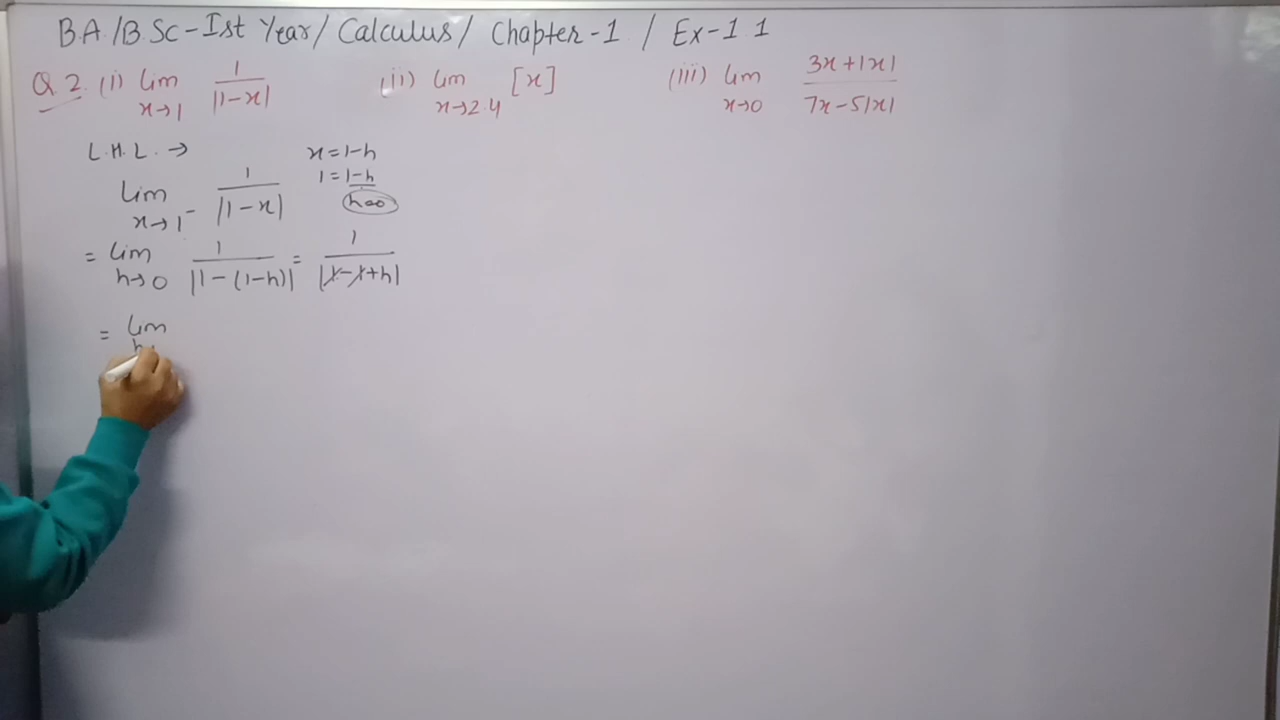 B.A./B.Sc-Ist Year/ Calculus/ Chapter-1 / Ex-1.1
Q.2. (i) lim x→1 1/|1-x| (ii) lim x→2.4 [x] (iii) lim x→0 3x+|x| / 7x-5|x|
L.H.L. → x=1-h
lim x→1⁻ 1/|1-x| 1=1-h
h=0
= lim h→0 1/|1-(1-h)| = 1/|1-1+h|
= lim
h